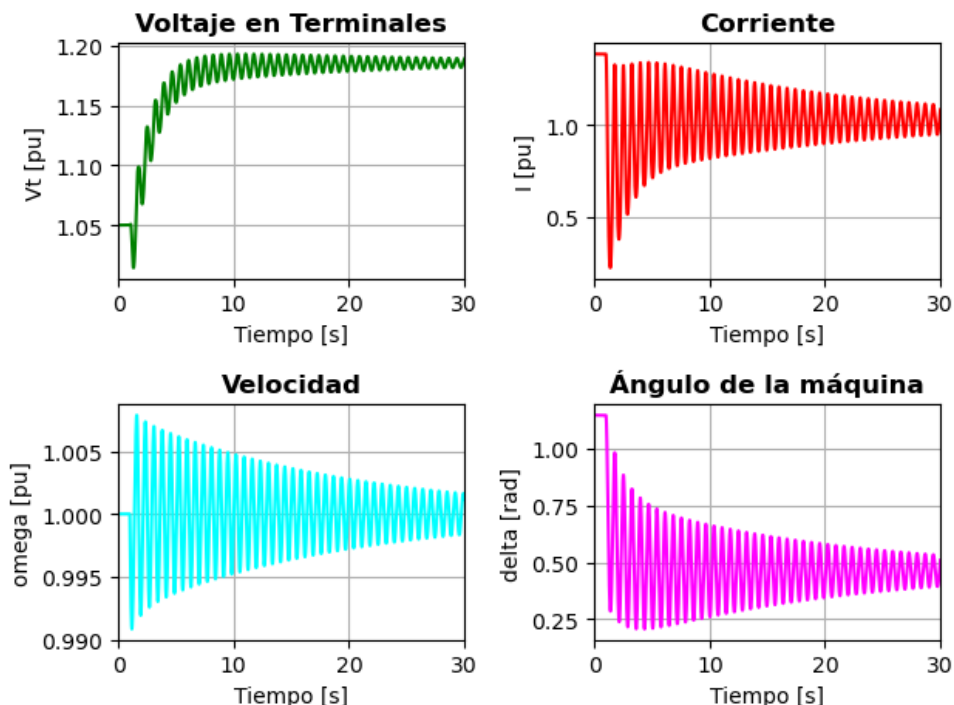 Voltaje en Terminales
Vt [pu]
1.20
1.15
1.10
1.05
0
10
20
30
Tiempo [s]
Corriente
I [pu]
1.0
0.5
0
10
20
30
Tiempo [s]
Velocidad
omega [pu]
1.005
1.000
0.995
0.990
0
10
20
30
Tiempo [s]
Ángulo de la máquina
delta [rad]
1.00
0.75
0.50
0.25
0
10
20
30
Tiempo [s]